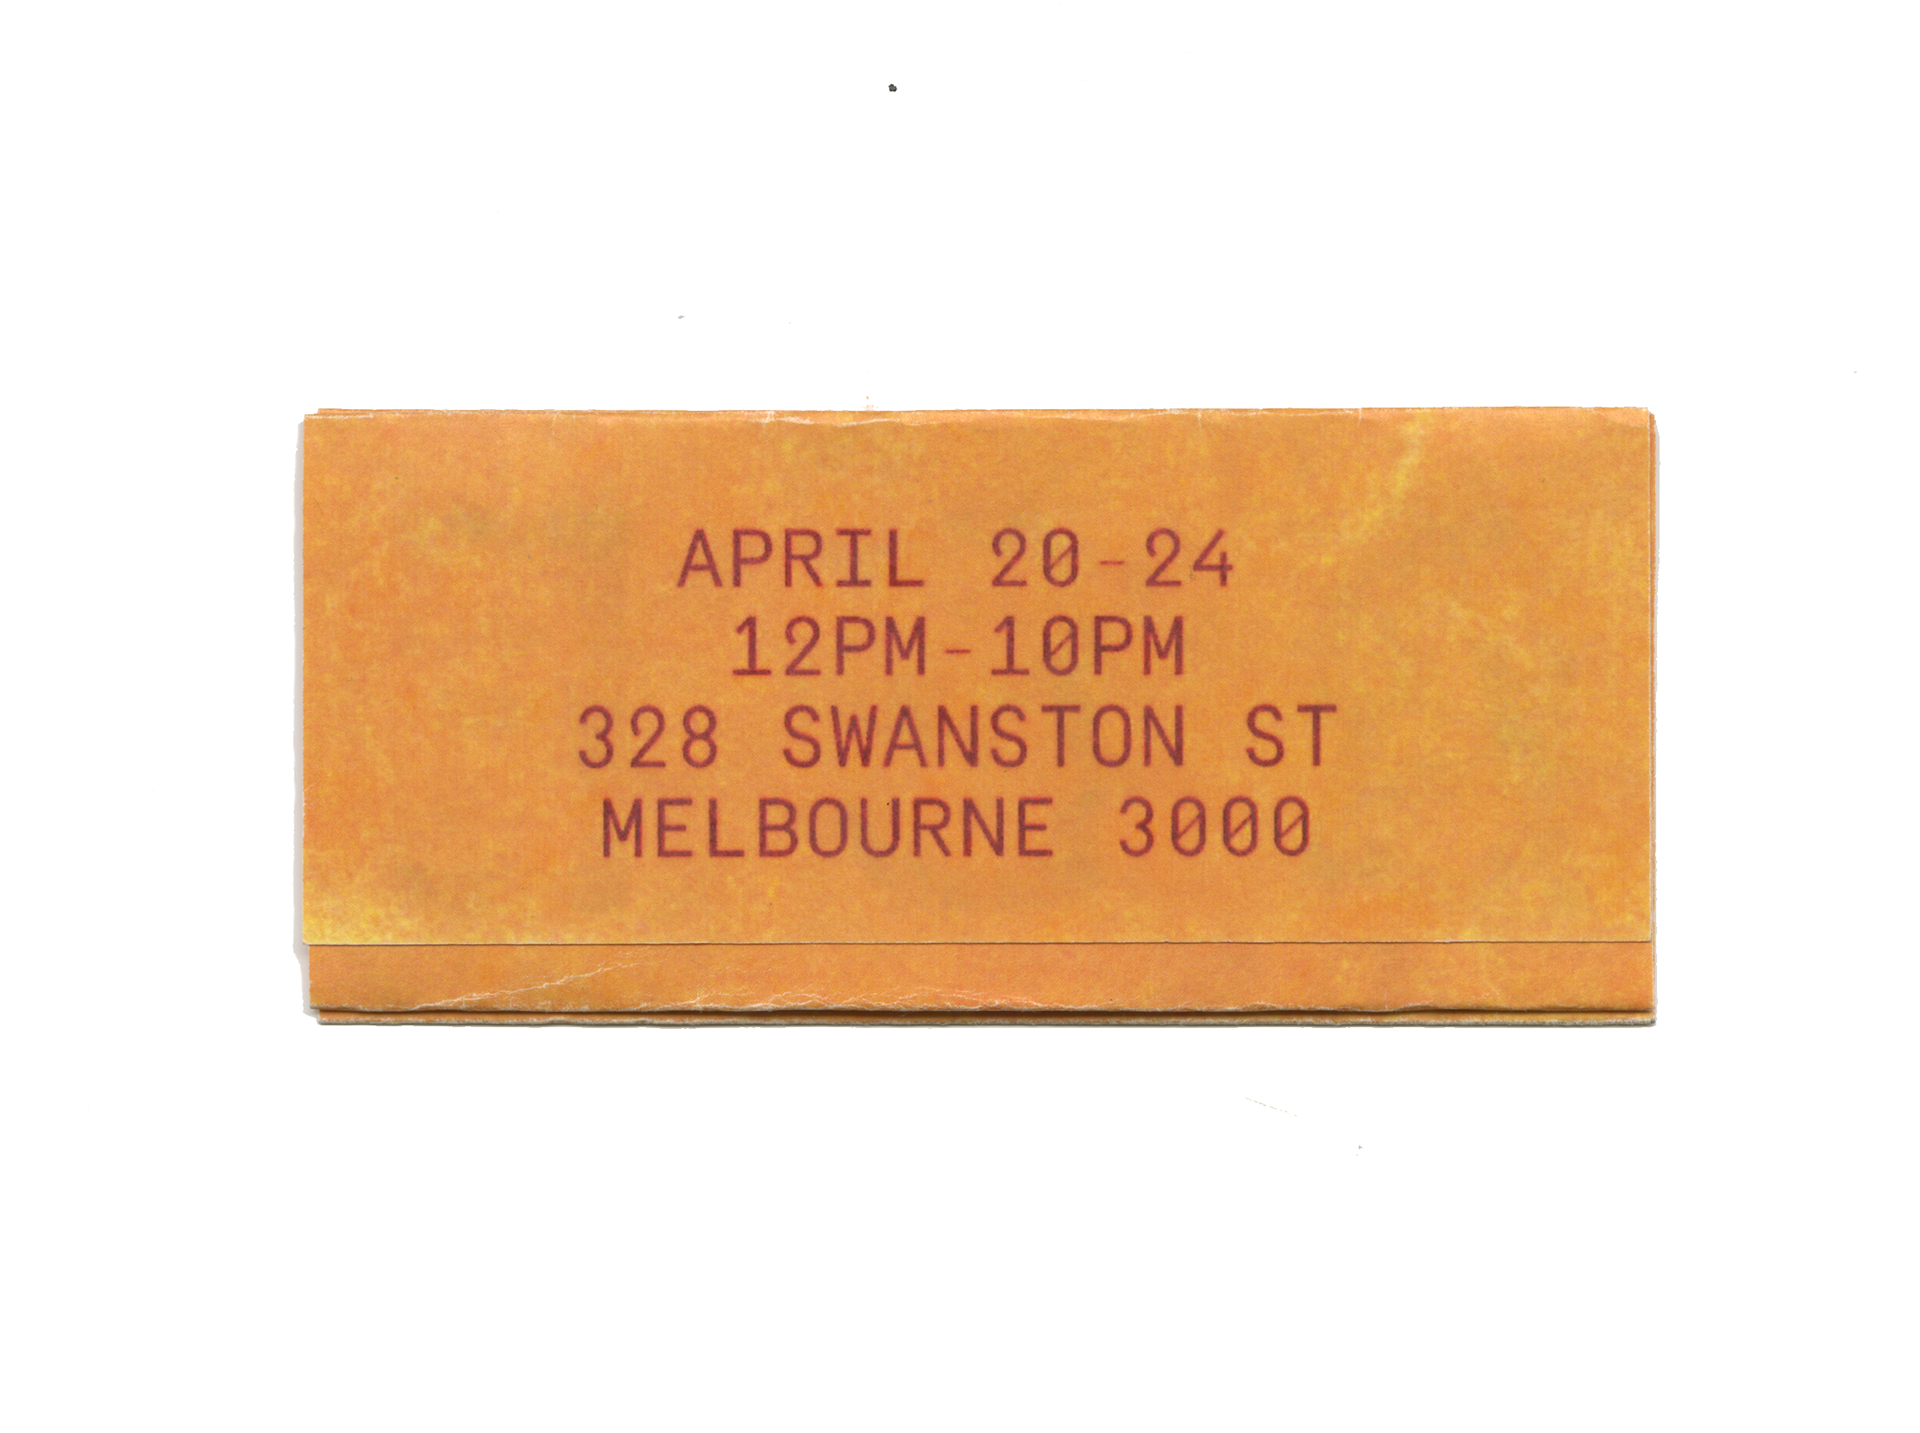 APRIL 20-24
12PM-10PM
328 SWANSTON ST
MELBOURNE 3000